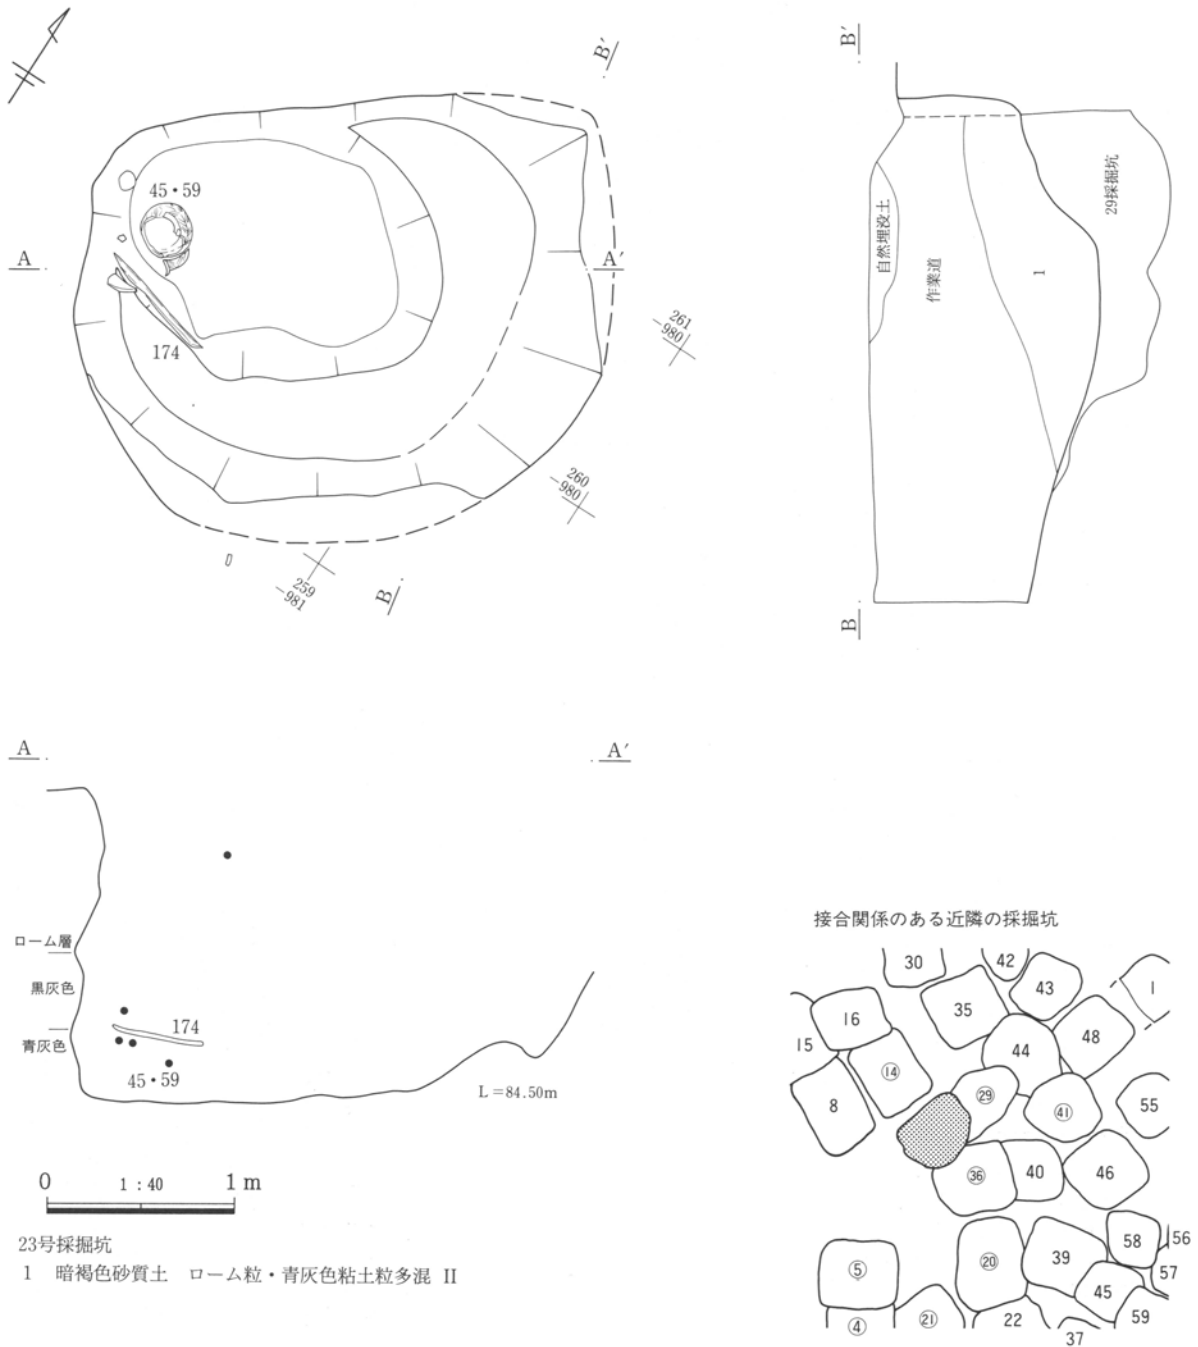 B′
45・59
A
A′
174
261
-980
260
-980
259
-981
B
B′
自然埋没土
作業道
1
29採掘坑
B
A
A′
ローム層
黒灰色
青灰色
174
45・59
L=84.50m
0 1:40 1m
23号採掘坑
1 暗褐色砂質土 ローム粒・青灰色粘土粒多混 II
接合関係のある近隣の採掘坑
30
42
43
1
35
16
15
48
44
⑭
㉙
8
㊶
55
㊱
40
46
58
56
⑤
⑳
39
57
45
④
㉑
22
59
37